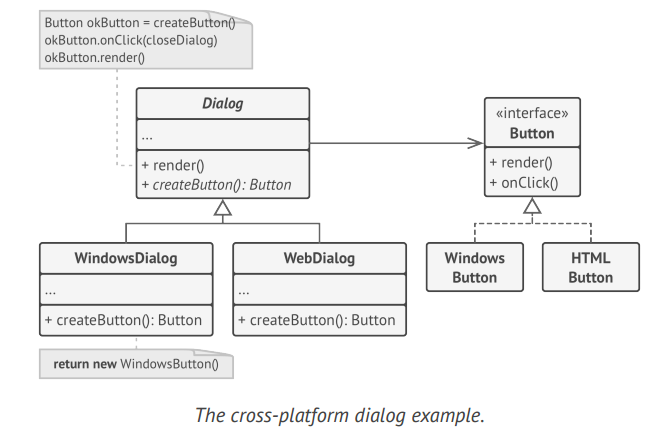 Button okButton = createButton()
okButton.onClick(closeDialog)
okButton.render()
Dialog
...
+ render()
+ createButton(): Button
«interface»
Button
+ render()
+ onClick()
WindowsDialog
...
+ createButton(): Button
WebDialog
...
+ createButton(): Button
Windows
Button
HTML
Button
return new WindowsButton()
The cross-platform dialog example.